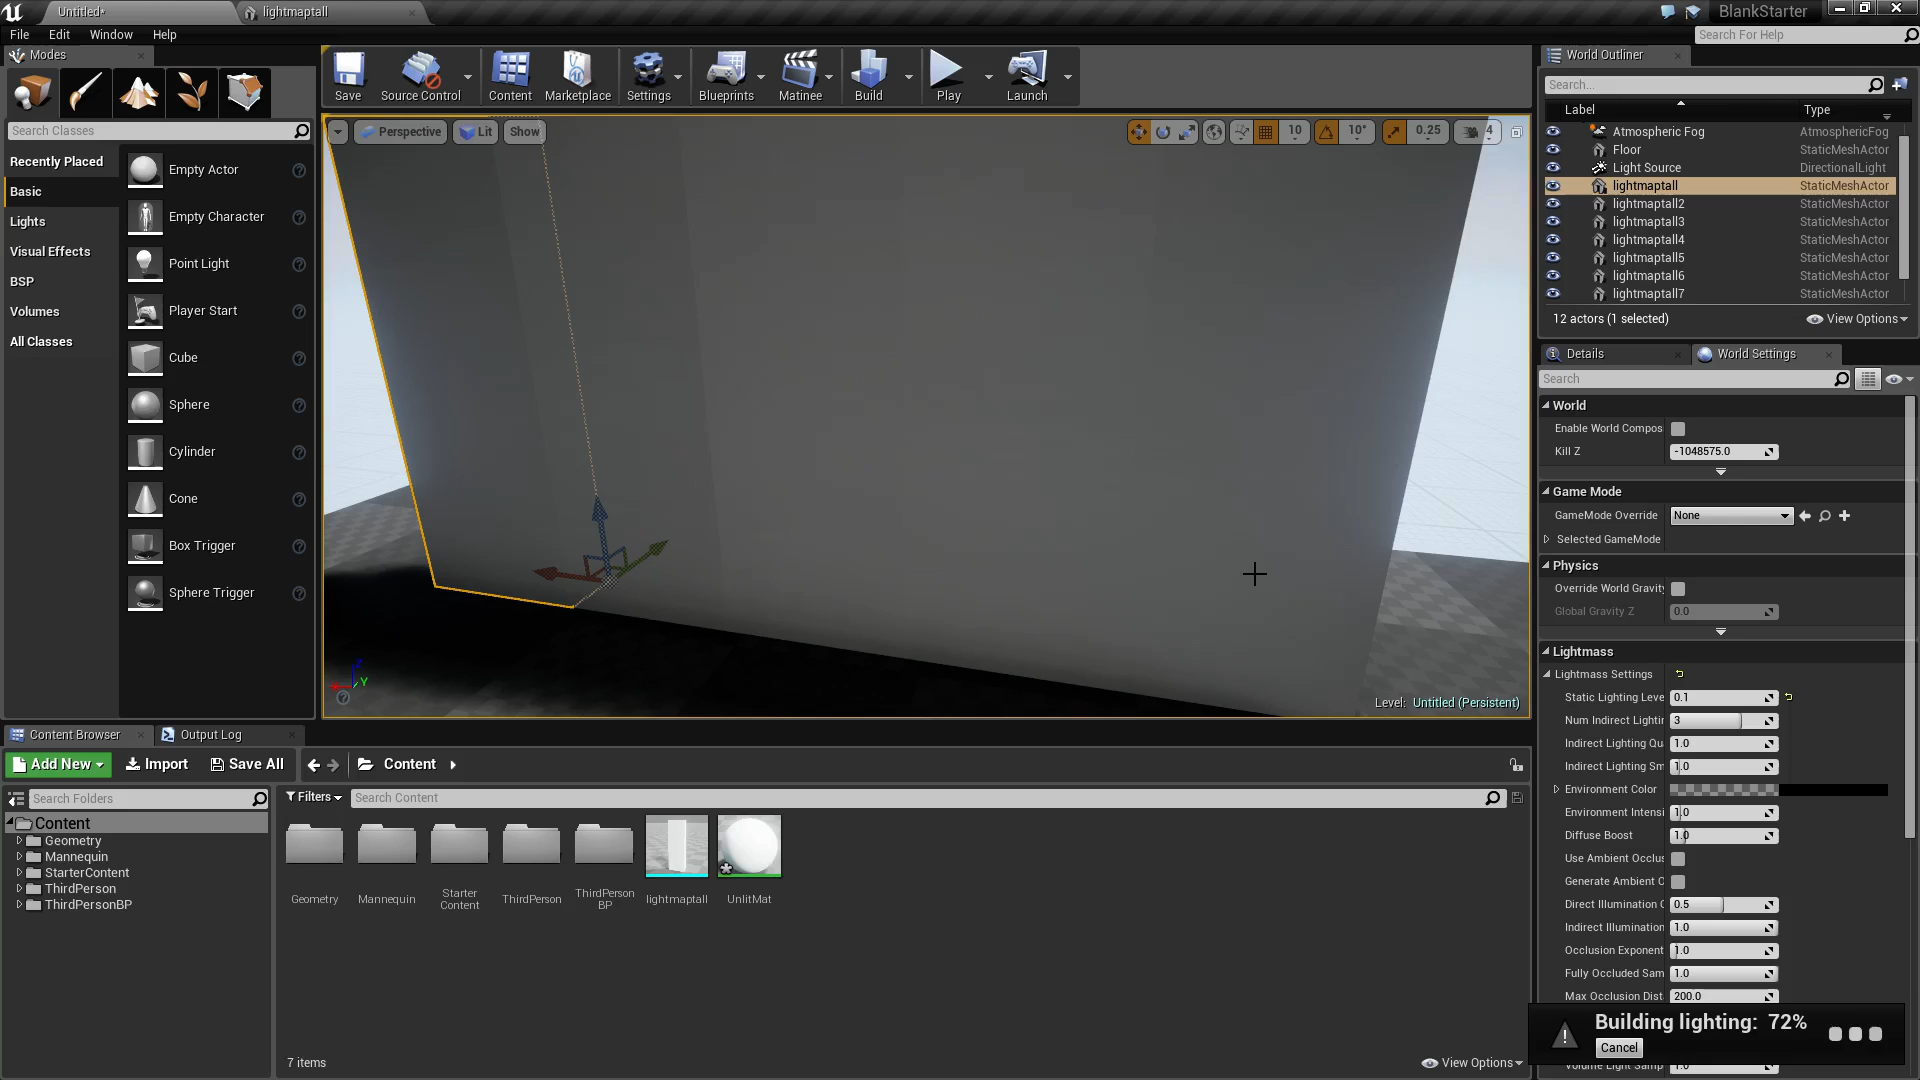 Untitled*
lightmaptall
BlankStarter
File
Edit
Window
Help
Search For Help
Modes
Search Classes
Recently Placed
Basic
Lights
Visual Effects
BSP
Volumes
All Classes
Empty Actor
Empty Character
Point Light
Player Start
Cube
Sphere
Cylinder
Cone
Box Trigger
Sphere Trigger
Save
Source Control
Content
Marketplace
Settings
Blueprints
Matinee
Build
Play
Launch
Perspective
Lit
Show
10
10°
0.25
4
Y
Level: Untitled (Persistent)
World Outliner
Search...
Label
Type
Atmospheric Fog AtmosphericFog
Floor StaticMeshActor
Light Source DirectionalLight
lightmaptall StaticMeshActor
lightmaptall2 StaticMeshActor
lightmaptall3 StaticMeshActor
lightmaptall4 StaticMeshActor
lightmaptall5 StaticMeshActor
lightmaptall6 StaticMeshActor
lightmaptall7 StaticMeshActor
12 actors (1 selected)
View Options
Details
World Settings
Search
World
Enable World Compos
Kill Z -1048575.0
Game Mode
GameMode Override None
Selected GameMode
Physics
Override World Gravity
Global Gravity Z 0.0
Lightmass
Lightmass Settings
Static Lighting Leve 0.1
Num Indirect Lightin 3
Indirect Lighting Qu 1.0
Indirect Lighting Sm 1.0
Environment Color
Environment Intensi 1.0
Diffuse Boost 1.0
Use Ambient Occlus
Generate Ambient O
Direct Illumination O 0.5
Indirect Illumination 1.0
Occlusion Exponent 1.0
Fully Occluded Sam 1.0
Max Occlusion Dist 200.0
Building lighting: 72%
Cancel
Volume Light Samp 1.0
Content Browser
Output Log
Add New
Import
Save All
Content
Search Folders
Content
Geometry
Mannequin
StarterContent
ThirdPerson
ThirdPersonBP
Filters
Search Content
Geometry
Mannequin
Starter
Content
ThirdPerson
ThirdPerson
BP
lightmaptall
UnlitMat
7 items
View Options